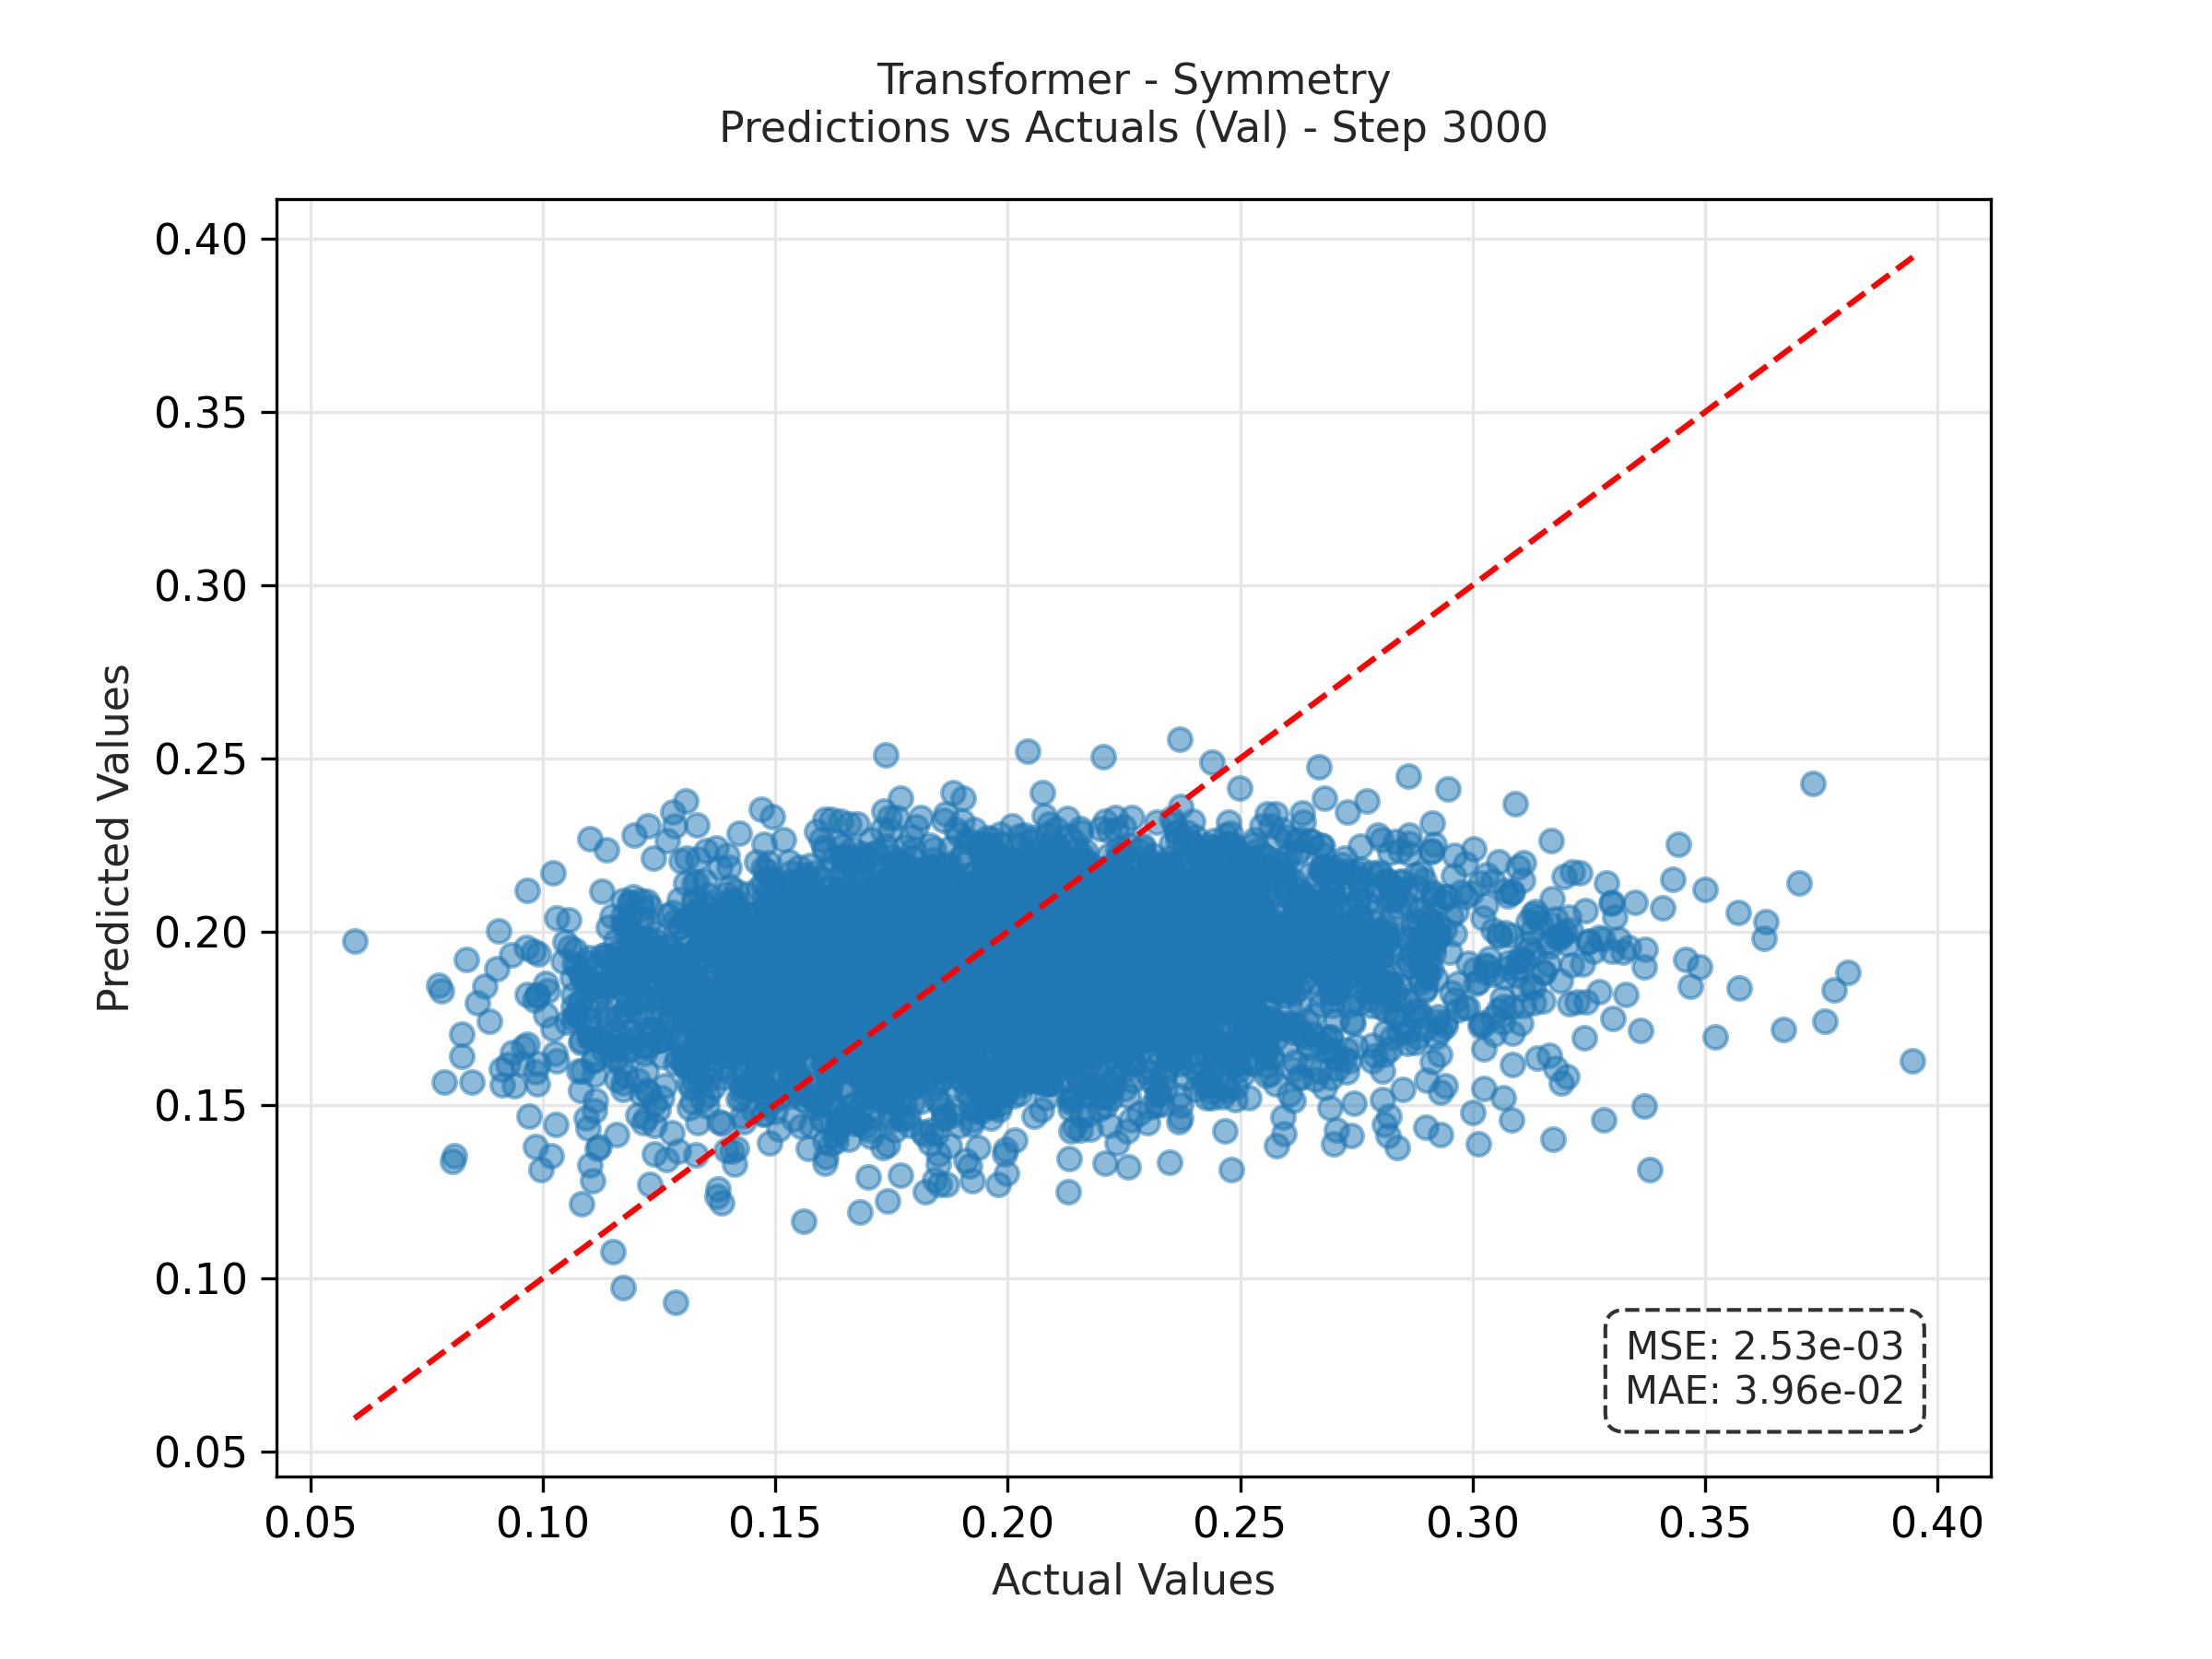 Transformer - Symmetry
Predictions vs Actuals (Val) - Step 3000
0.40
0.35
0.30
0.25
0.20
0.15
0.10
0.05
Predicted Values
MSE: 2.53e-03
MAE: 3.96e-02
0.05 0.10 0.15 0.20 0.25 0.30 0.35 0.40
Actual Values